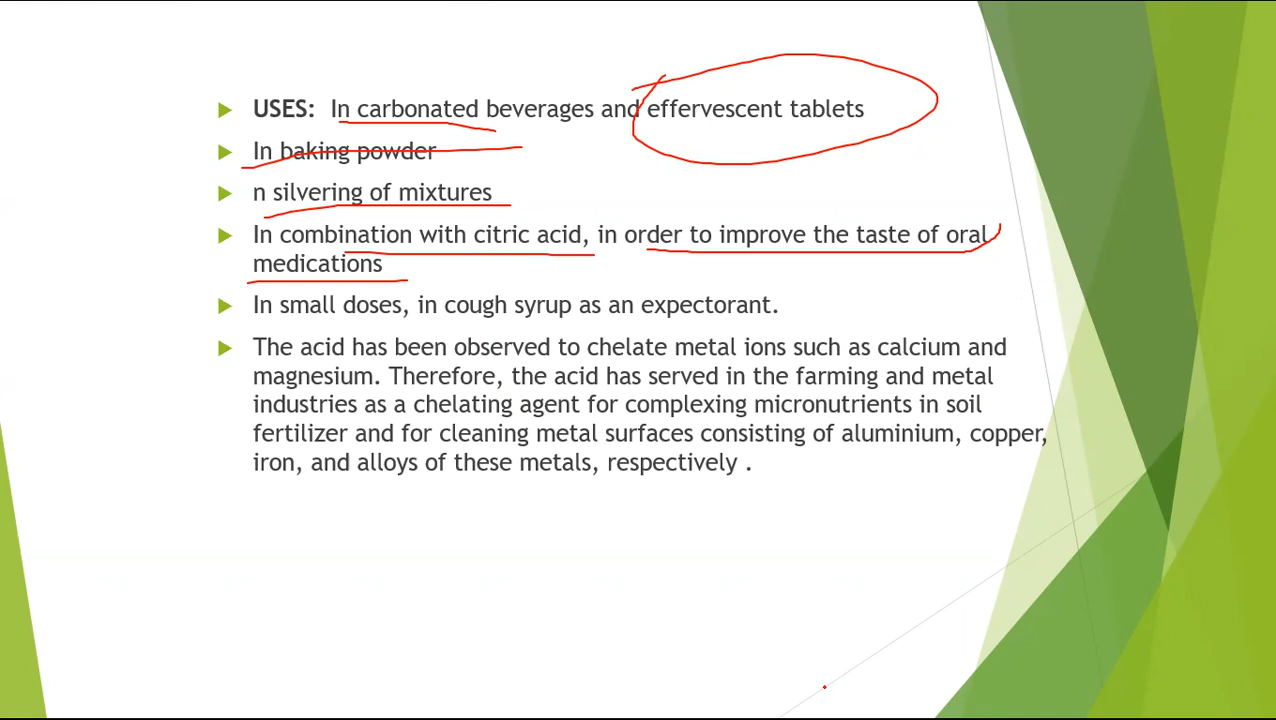 USES: In carbonated beverages and effervescent tablets
In baking powder
n silvering of mixtures
In combination with citric acid, in order to improve the taste of oral
medications
In small doses, in cough syrup as an expectorant.
The acid has been observed to chelate metal ions such as calcium and
magnesium. Therefore, the acid has served in the farming and metal
industries as a chelating agent for complexing micronutrients in soil
fertilizer and for cleaning metal surfaces consisting of aluminium, copper,
iron, and alloys of these metals, respectively .